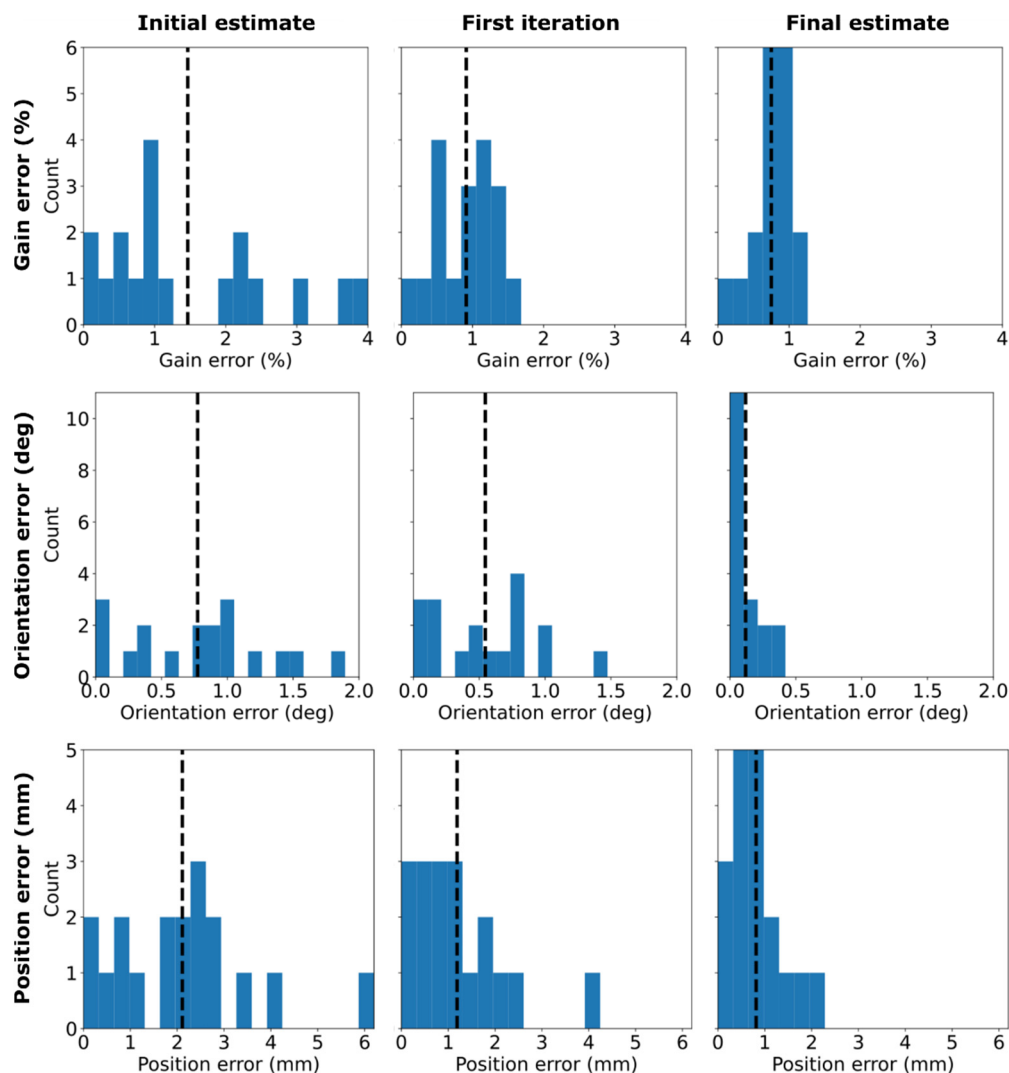 Initial estimate
First iteration
Final estimate
Gain error (%)
Count
6
5
4
3
2
1
0
0 1 2 3 4
Gain error (%)
0 1 2 3 4
Gain error (%)
0 1 2 3 4
Gain error (%)
Orientation error (deg)
Count
10
8
6
4
2
0
0.0 0.5 1.0 1.5 2.0
Orientation error (deg)
0.0 0.5 1.0 1.5 2.0
Orientation error (deg)
0.0 0.5 1.0 1.5 2.0
Orientation error (deg)
Position error (mm)
Count
5
4
3
2
1
0
0 1 2 3 4 5 6
Position error (mm)
0 1 2 3 4 5 6
Position error (mm)
0 1 2 3 4 5 6
Position error (mm)